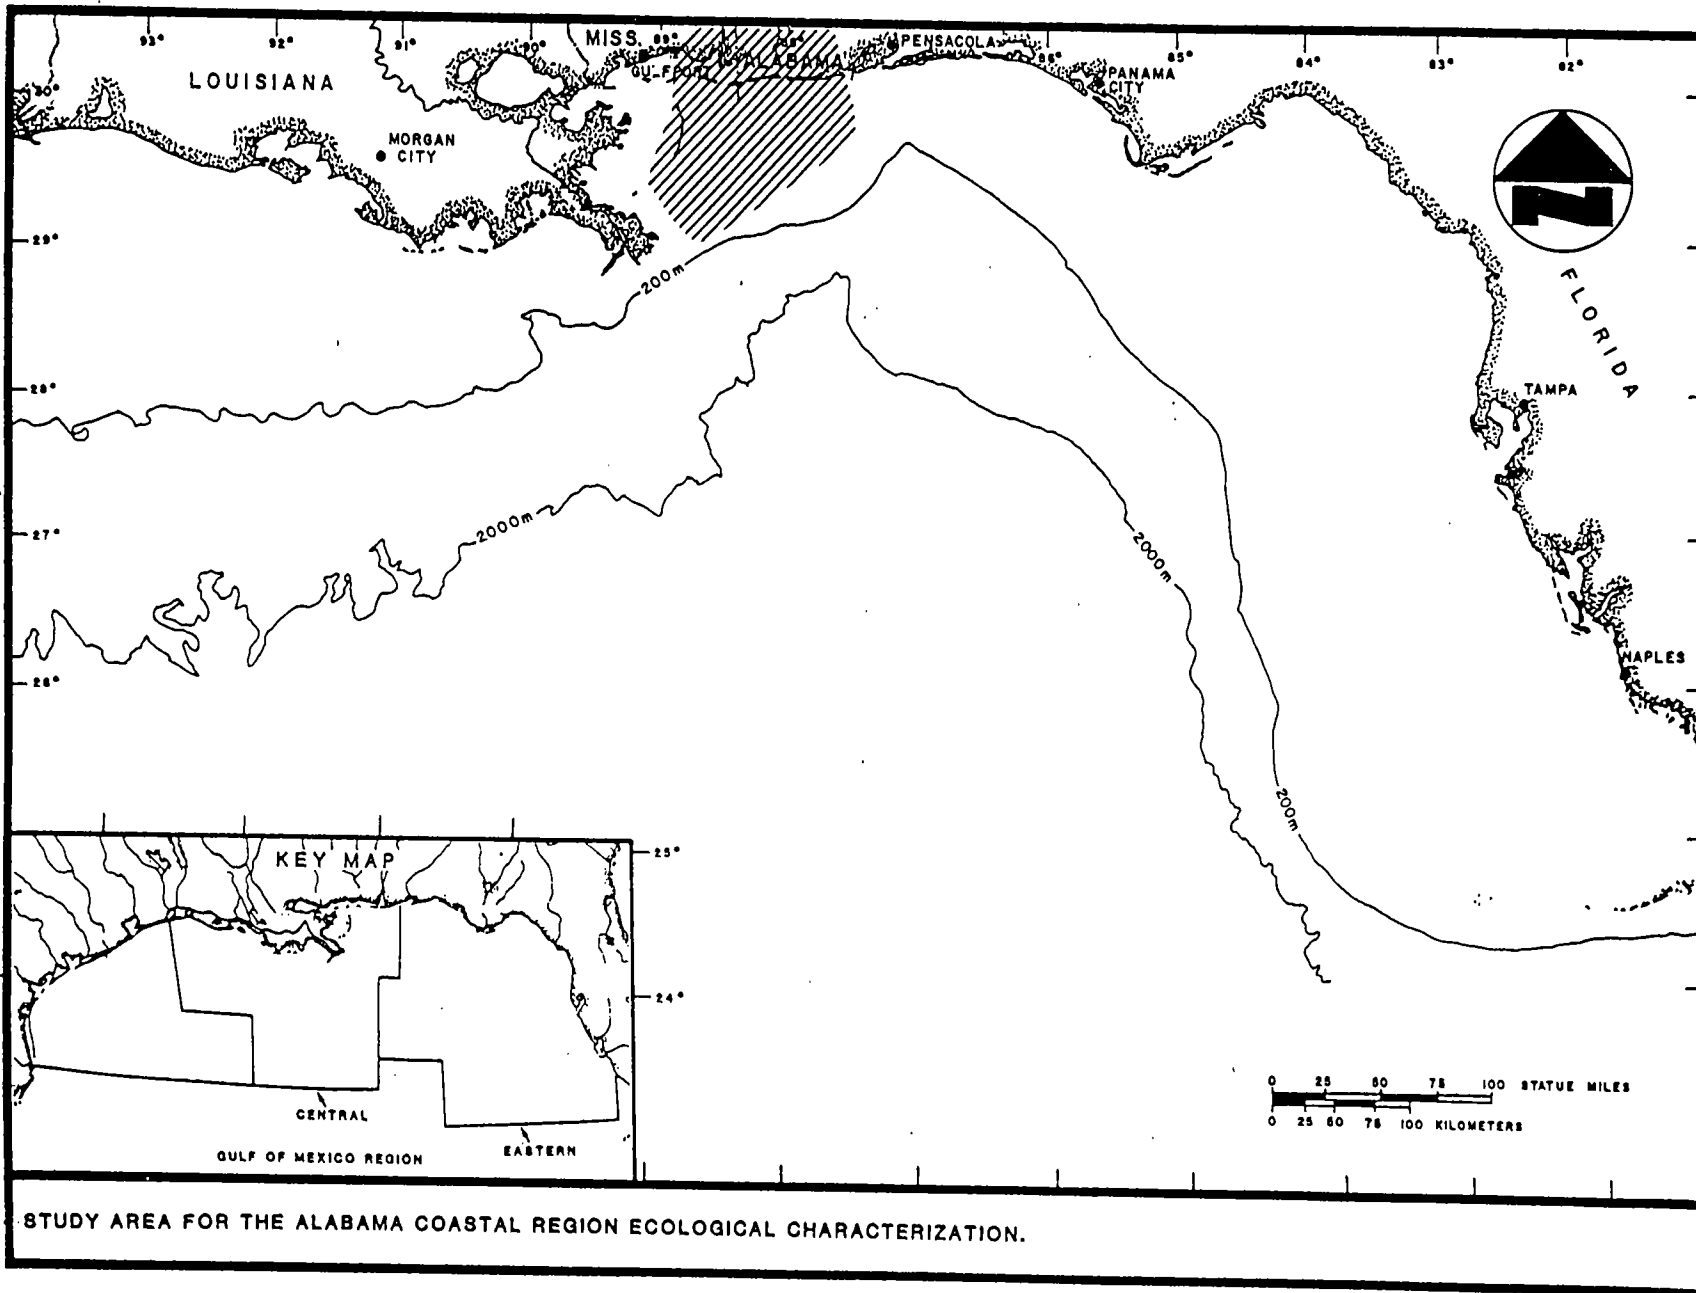 93° 92° 91° 90° 89° 88° 86° 85° 84° 83° 82°
MISS.
PENSACOLA
ALABAMA
GULFPORT
LOUISIANA
PANAMA
CITY
30°
MORGAN
CITY
N
29°
200m
FLORIDA
28°
TAMPA
27°
2000m
2000m
26°
NAPLES
200m
KEY MAP
25°
24°
CENTRAL
EASTERN
GULF OF MEXICO REGION
0 25 50 75 100 STATUE MILES
0 25 50 75 100 KILOMETERS
STUDY AREA FOR THE ALABAMA COASTAL REGION ECOLOGICAL CHARACTERIZATION.